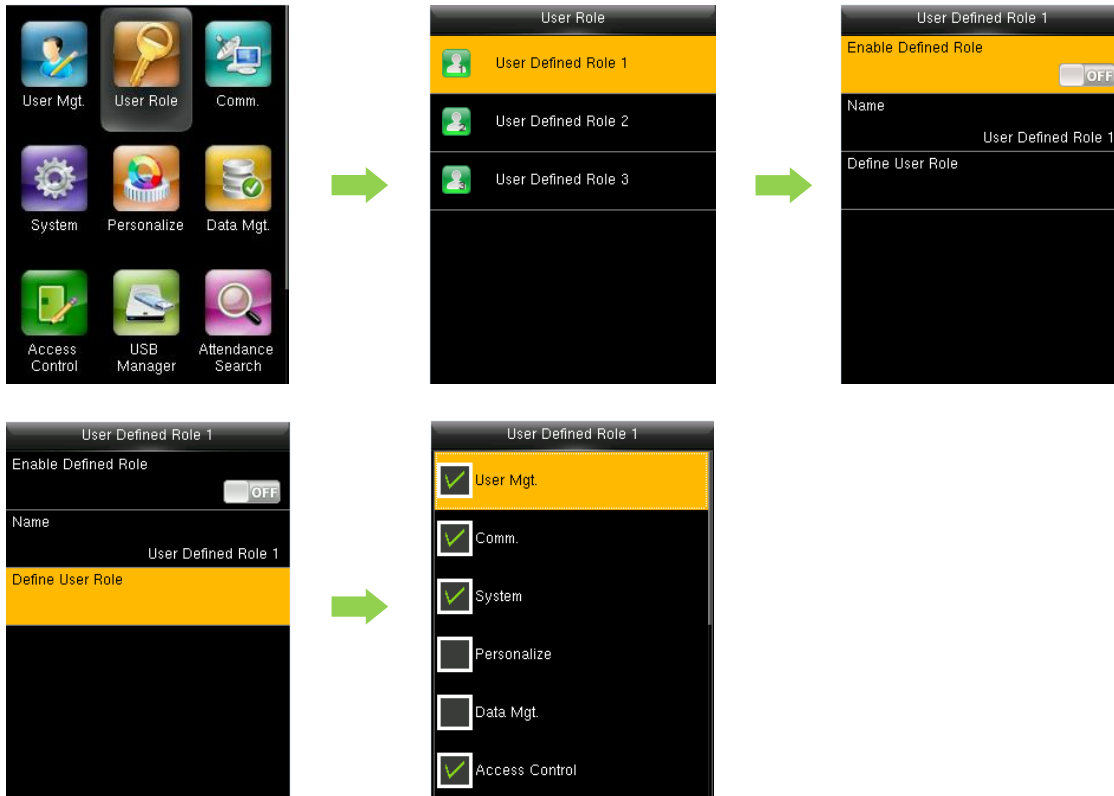 User Mgt.
User Role
Comm.
System
Personalize
Data Mgt.
Access
Control
USB
Manager
Attendance
Search
User Role
User Defined Role 1
User Defined Role 2
User Defined Role 3
User Defined Role 1
Enable Defined Role
OFF
Name
User Defined Role 1
Define User Role
User Defined Role 1
Enable Defined Role
OFF
Name
User Defined Role 1
Define User Role
User Defined Role 1
User Mgt.
Comm.
System
Personalize
Data Mgt.
Access Control